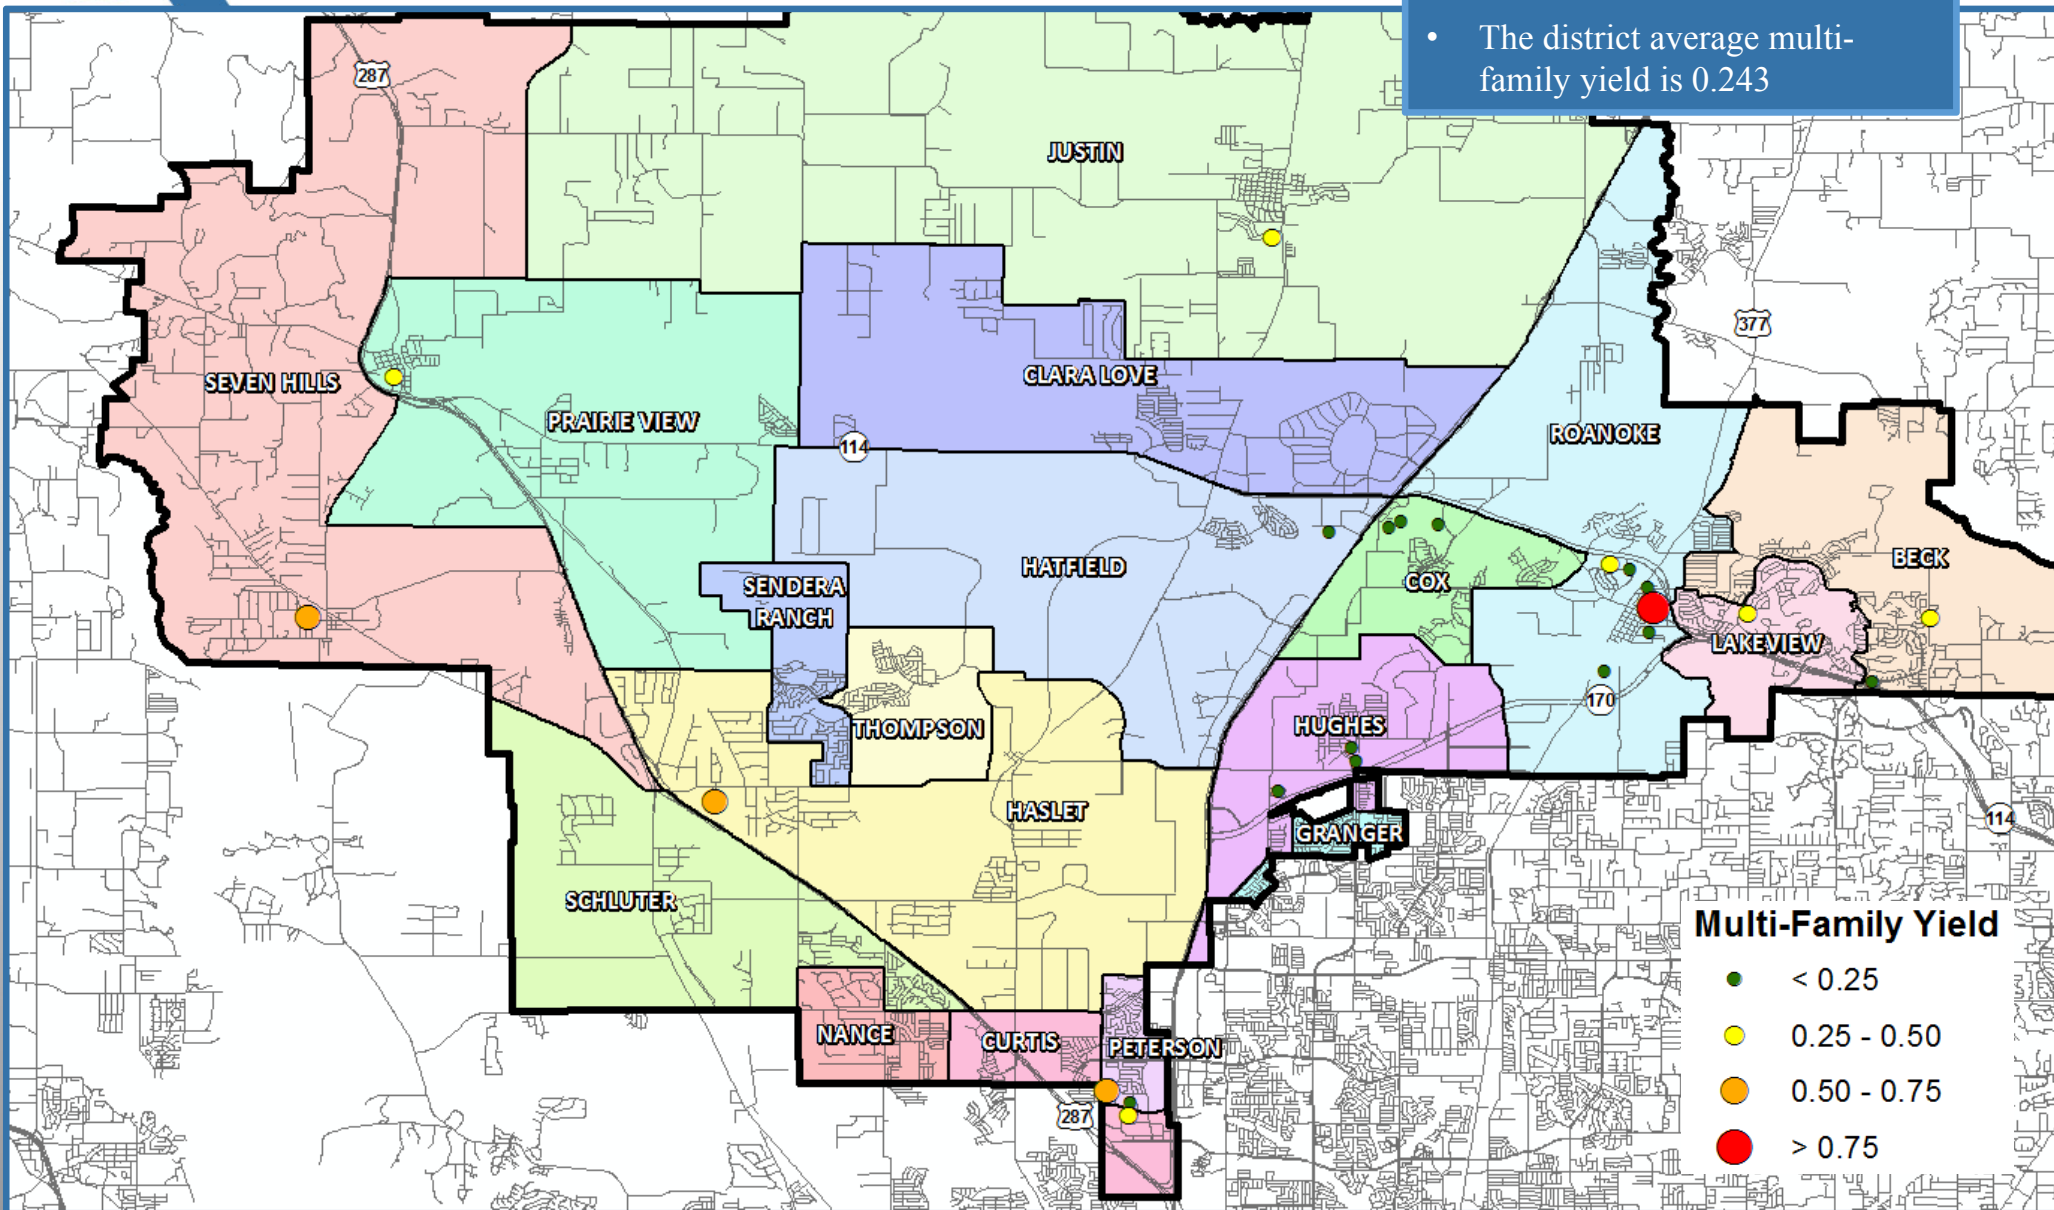 • The district average multi-
family yield is 0.243
287
JUSTIN
377
SEVEN HILLS
CLARA LOVE
PRAIRIE VIEW
114
ROANOKE
BECK
HATFIELD
COX
SENDERA
RANCH
LAKEVIEW
170
THOMPSON
HUGHES
HASLET
GRANGER
114
SCHLUTER
NANCE
CURTIS
PETERSON
287
Multi-Family Yield
< 0.25
0.25 - 0.50
0.50 - 0.75
> 0.75